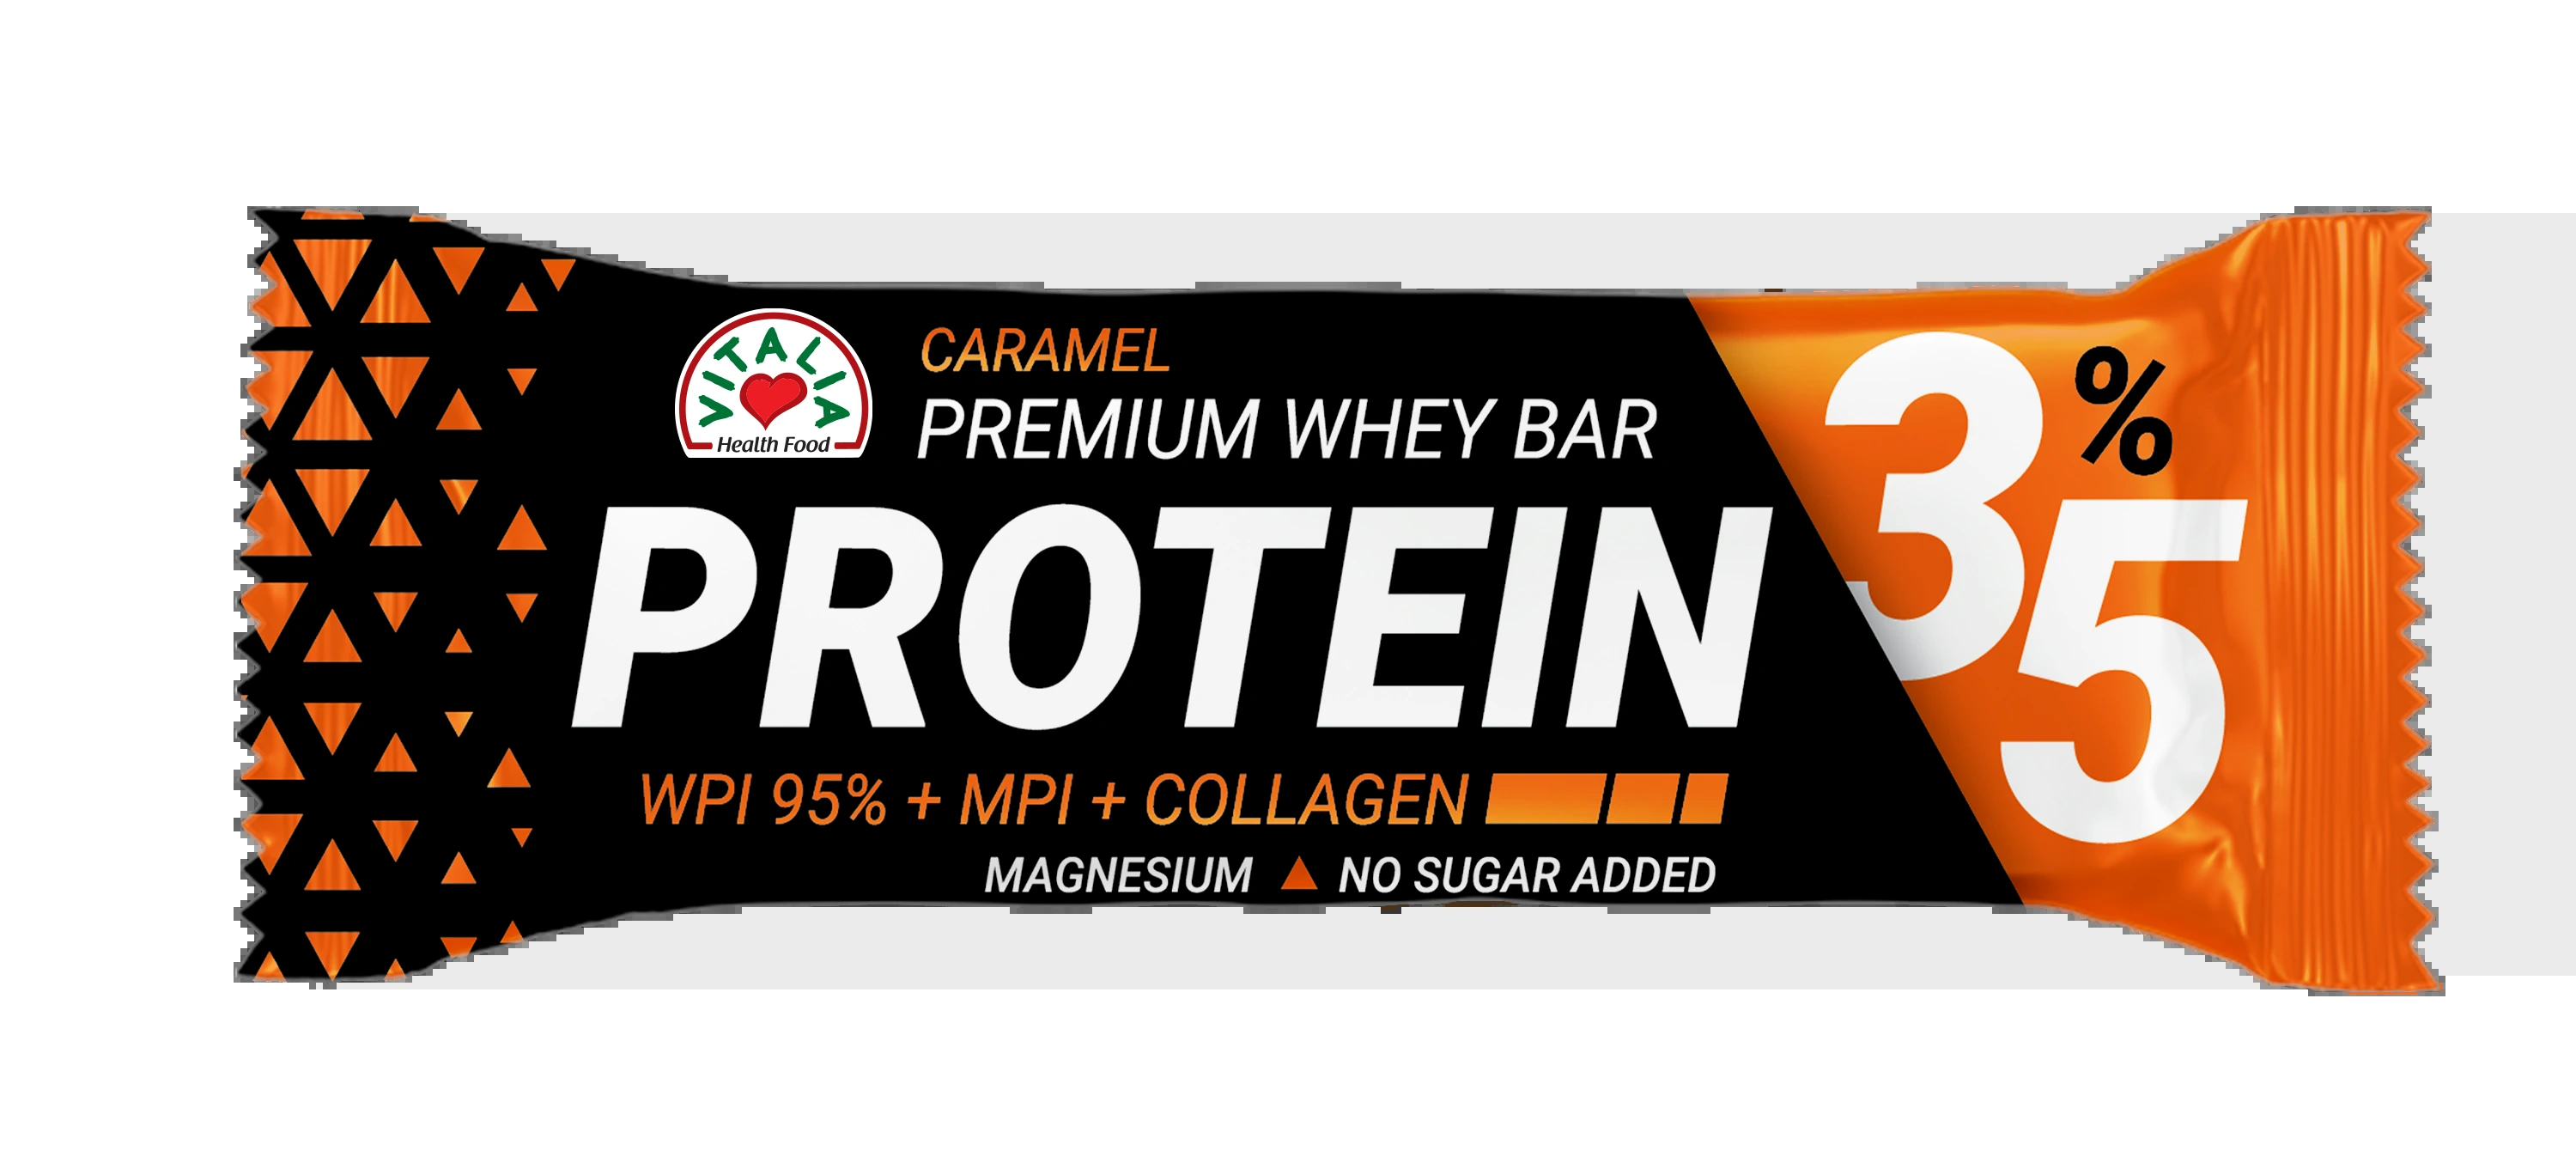 VITALIA
Health Food
CARAMEL
PREMIUM WHEY BAR
PROTEIN
35%
WPI 95% + MPI + COLLAGEN
MAGNESIUM ▲ NO SUGAR ADDED